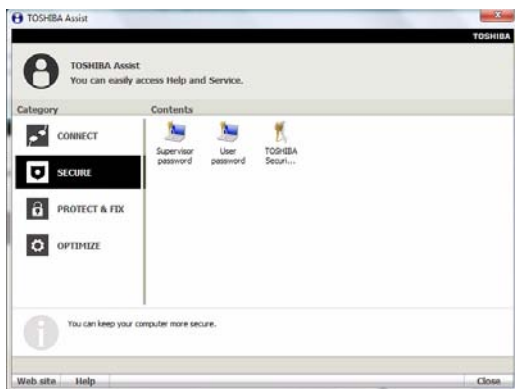 TOSHIBA Assist
TOSHIBA
TOSHIBA Assist
You can easily access Help and Service.
Category
Contents
CONNECT
SECURE
PROTECT & FIX
OPTIMIZE
Supervisor
password
User
password
TOSHIBA
Securi...
You can keep your computer more secure.
Web site
Help
Close